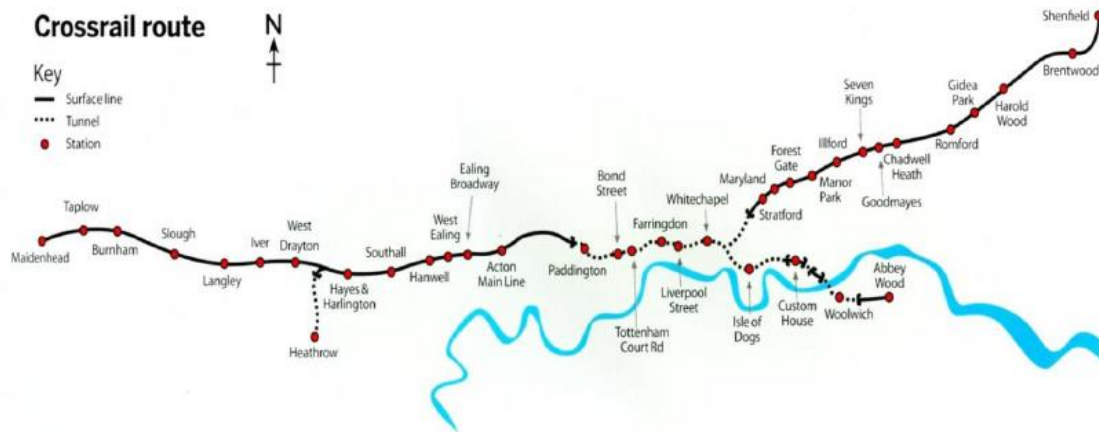 Crossrail route
N
Key
Surface line
Tunnel
Station
Maidenhead
Taplow
Burnham
Slough
Langley
Iver
West
Drayton
Heathrow
Hayes &
Harlington
Southall
Hanwell
West
Ealing
Ealing
Broadway
Acton
Main Line
Paddington
Bond
Street
Tottenham
Court Rd
Farringdon
Liverpool
Street
Whitechapel
Isle of
Dogs
Custom
House
Woolwich
Abbey
Wood
Stratford
Maryland
Forest
Gate
Manor
Park
Illford
Seven
Kings
Goodmayes
Chadwell
Heath
Romford
Gidea
Park
Harold
Wood
Brentwood
Shenfield